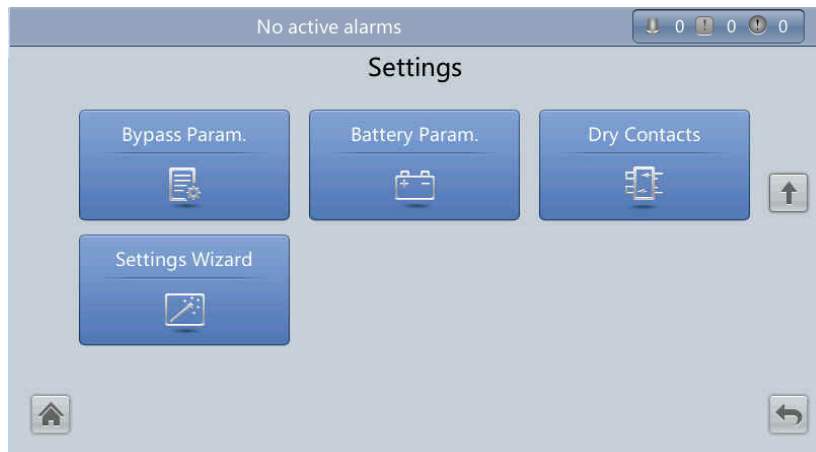 No active alarms
0 0 0
Settings
Bypass Param.
Battery Param.
Dry Contacts
Settings Wizard